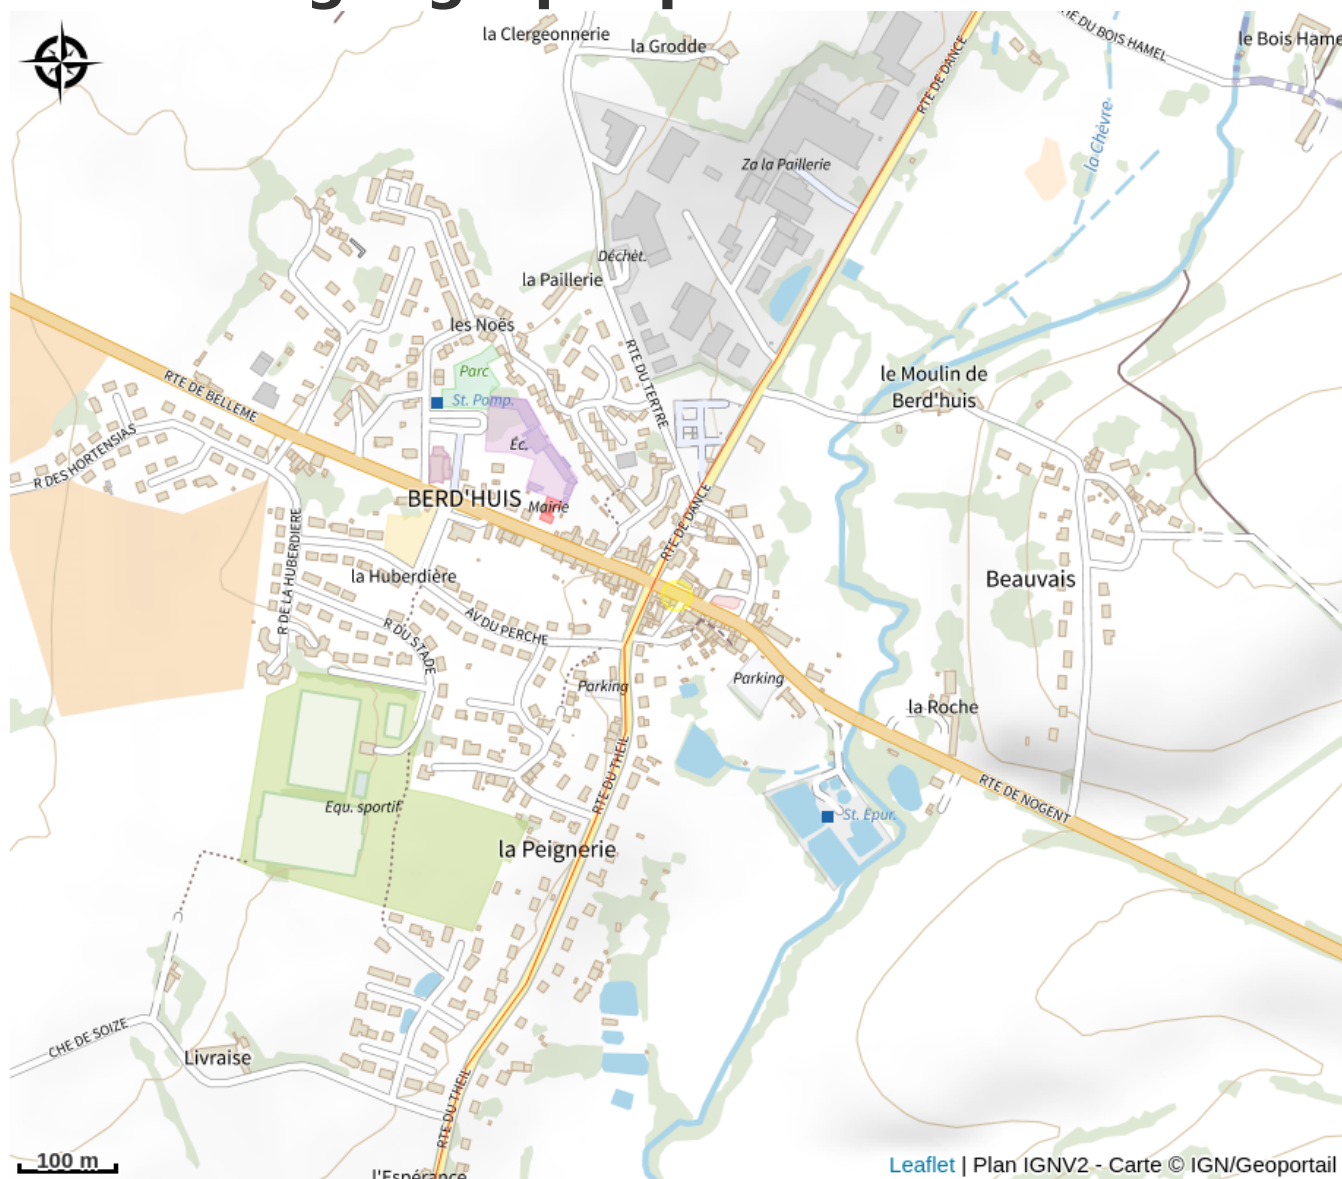 la Clergeonnerie
la Grodde
RTE DE DANCE
DU BOIS HAMEL
le Bois Hame
la Chèvre
Za la Paillerie
Déchèt.
la Paillerie
les Noës
RTE DU TERTRE
Parc
St. Pomp.
RTE DE BELLEME
le Moulin de
Berd'huis
R DES HORTENSIAS
Éc.
BERD'HUIS
Mairie
RTE DE DANCE
R DE LA HUBERDIERE
la Huberdière
Beauvais
AV DU PERCHE
R DU STADE
Parking
Parking
la Roche
RTE DU THEIL
RTE DE NOGENT
Equ. sportif
St. Epur.
la Peignerie
CHE DE SOIZE
Livraise
RTE DU THEIL
100 m
l'Espérance
Leaflet | Plan IGNV2 - Carte © IGN/Geoportail